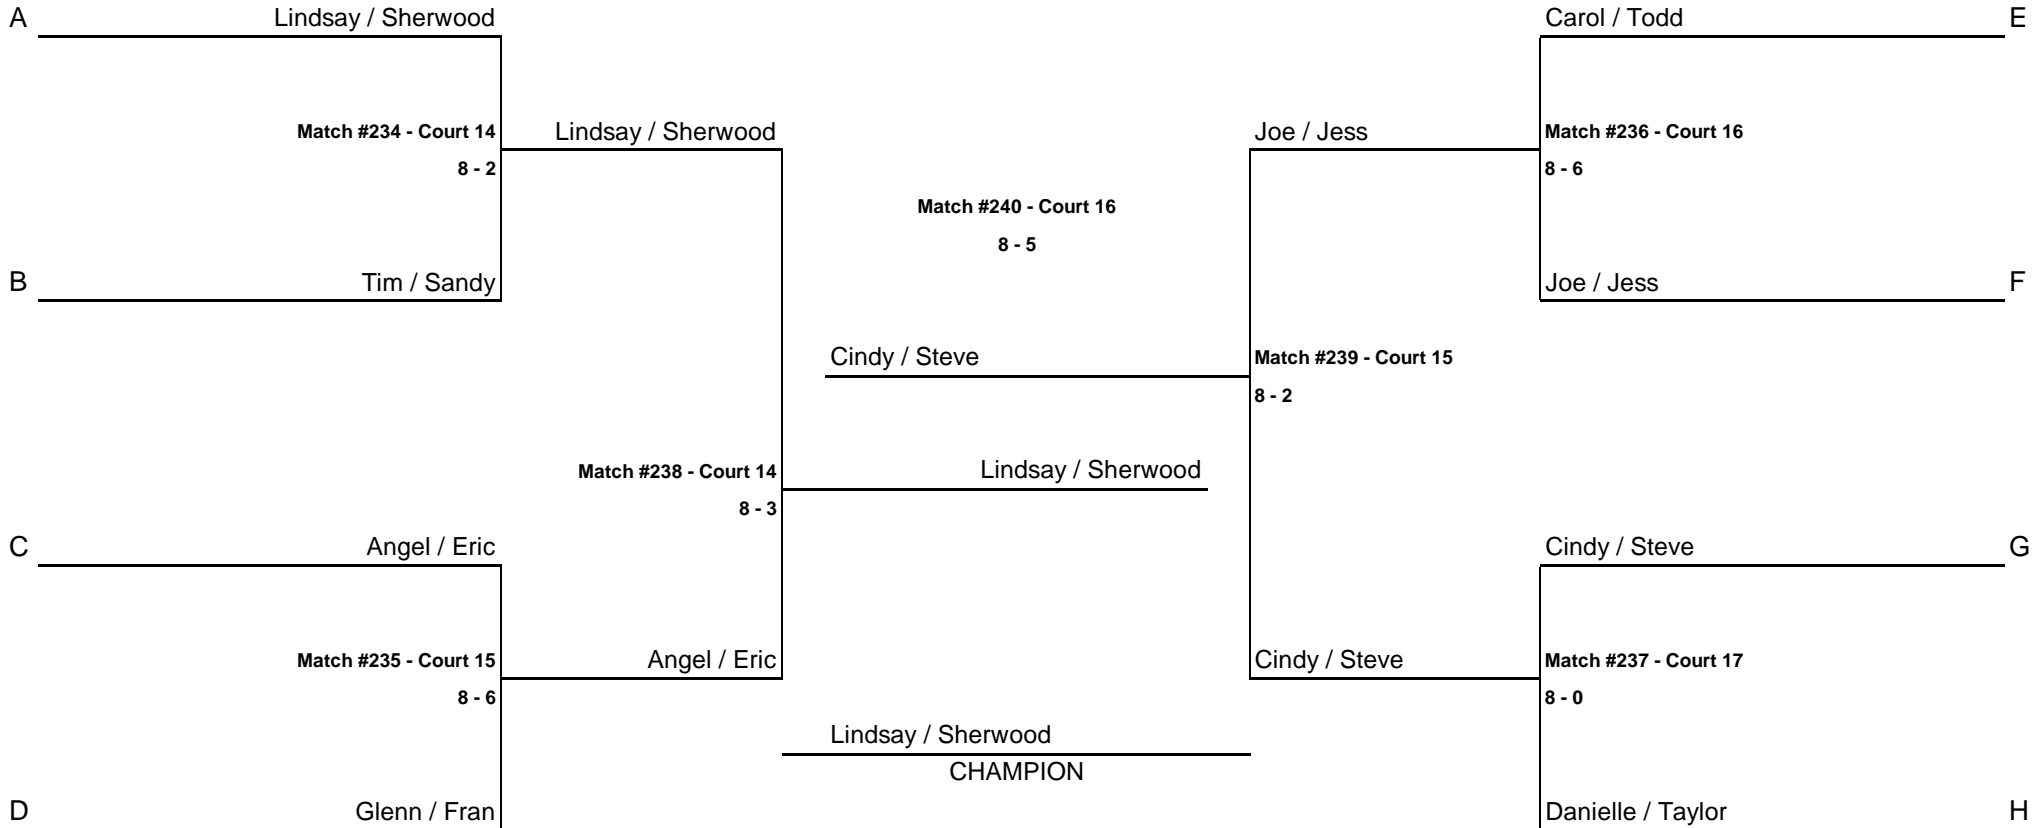 A Lindsay / Sherwood Carol / Todd E
Match #234 - Court 14 Lindsay / Sherwood Joe / Jess Match #236 - Court 16
8 - 2 8 - 6
Match #240 - Court 16
8 - 5
B Tim / Sandy Joe / Jess F
Cindy / Steve Match #239 - Court 15
8 - 2
Match #238 - Court 14 Lindsay / Sherwood
8 - 3
C Angel / Eric Cindy / Steve G
Match #235 - Court 15 Angel / Eric Cindy / Steve Match #237 - Court 17
8 - 6 8 - 0
Lindsay / Sherwood
CHAMPION
D Glenn / Fran Danielle / Taylor H